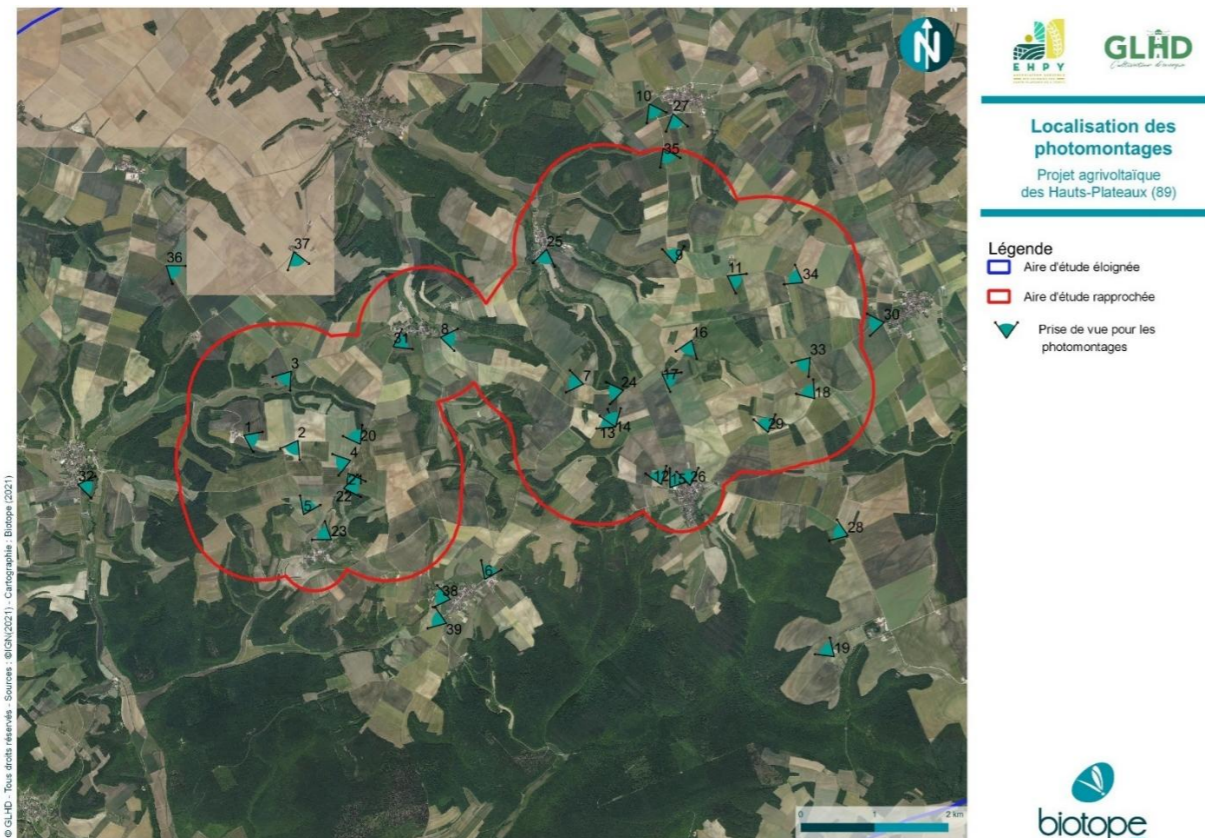 N
10
27
35
25
9
37
36
11
34
30
8
31
16
33
3
7
24
17
18
1
2
20
13
14
29
4
32
21
22
12
15
26
5
23
28
6
38
39
19
0
1
2 km
EHPY
GLHD
Localisation des
photomontages
Projet agrivoltaïque
des Hauts-Plateaux (89)
Légende
Aire d'étude éloignée
Aire d'étude rapprochée
Prise de vue pour les
photomontages
biotope
© GLHD - Tous droits réservés - Sources : ©IGN(2021) - Cartographie : Biotope (2021)